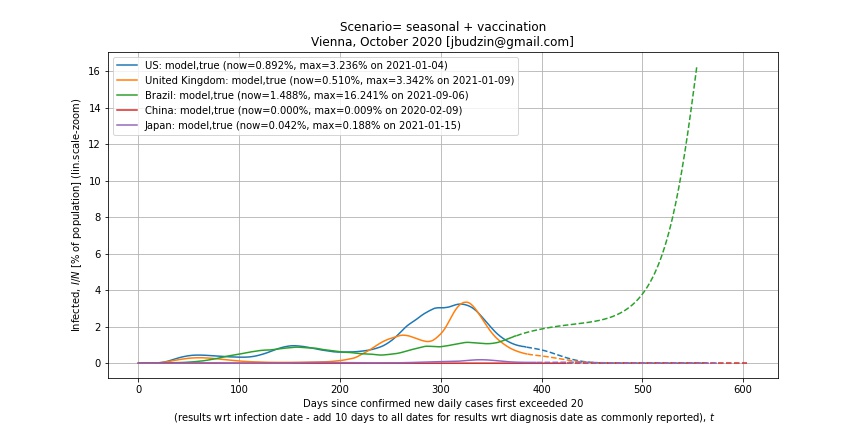 Scenario= seasonal + vaccination
Vienna, October 2020 [jbudzin@gmail.com]
US: model,true (now=0.892%, max=3.236% on 2021-01-04)
United Kingdom: model,true (now=0.510%, max=3.342% on 2021-01-09)
Brazil: model,true (now=1.488%, max=16.241% on 2021-09-06)
China: model,true (now=0.000%, max=0.009% on 2020-02-09)
Japan: model,true (now=0.042%, max=0.188% on 2021-01-15)
Infected, I/N [% of population] (lin.scale-zoom)
16
14
12
10
8
6
4
2
0
0 100 200 300 400 500 600
Days since confirmed new daily cases first exceeded 20
(results wrt infection date - add 10 days to all dates for results wrt diagnosis date as commonly reported), t